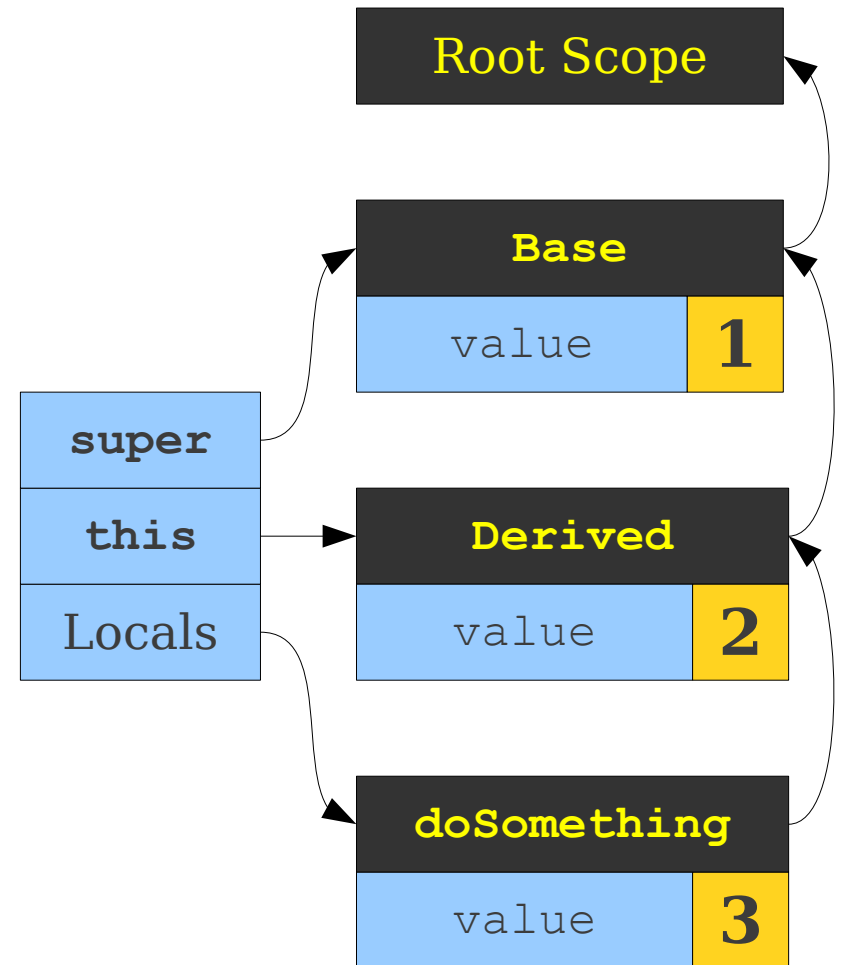 Root Scope
Base
value 1
super
this
Locals
Derived
value 2
doSomething
value 3